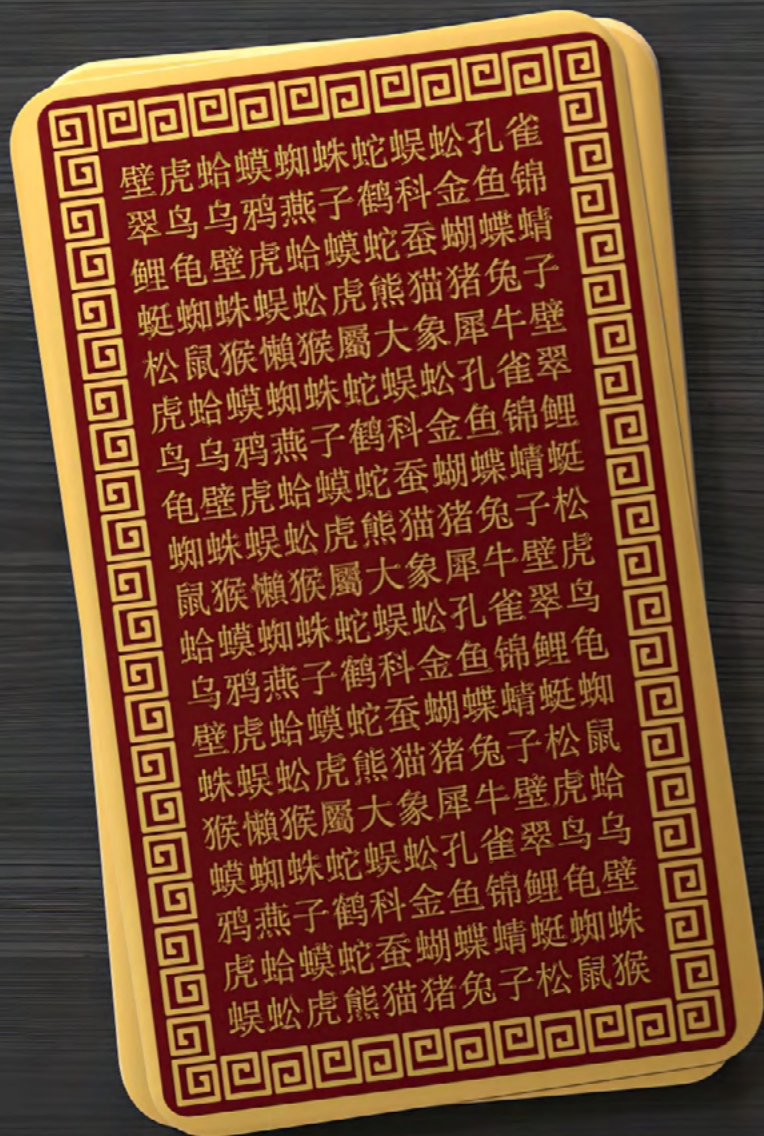 壁虎蛤蟆蜘蛛蛇蜈蚣孔雀
翠鸟乌鸦燕子鹤科金鱼锦
鲤龟壁虎蛤蟆蛇蚕蝴蝶蜻
蜓蜘蛛蜈蚣虎熊猫猪兔子
松鼠猴懶猴屬大象犀牛壁
虎蛤蟆蜘蛛蛇蜈蚣孔雀翠
鸟乌鸦燕子鹤科金鱼锦鲤
龟壁虎蛤蟆蛇蚕蝴蝶蜻蜓
蜘蛛蜈蚣虎熊猫猪兔子松
鼠猴懶猴屬大象犀牛壁虎
蛤蟆蜘蛛蛇蜈蚣孔雀翠鸟
乌鸦燕子鹤科金鱼锦鲤龟
壁虎蛤蟆蛇蚕蝴蝶蜻蜓蜘
蛛蜈蚣虎熊猫猪兔子松鼠
猴懶猴屬大象犀牛壁虎蛤
蟆蜘蛛蛇蜈蚣孔雀翠鸟乌
鸦燕子鹤科金鱼锦鲤龟壁
虎蛤蟆蛇蚕蝴蝶蜻蜓蜘蛛
蜈蚣虎熊猫猪兔子松鼠猴